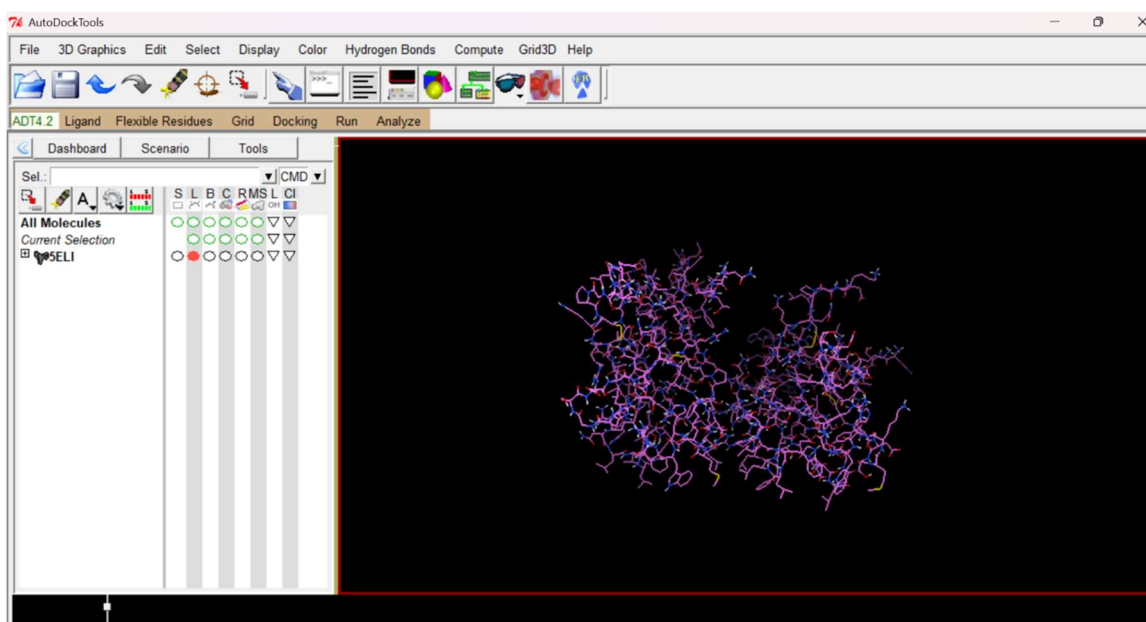 AutoDockTools
File 3D Graphics Edit Select Display Color Hydrogen Bonds Compute Grid3D Help
ADT4.2 Ligand Flexible Residues Grid Docking Run Analyze
Dashboard Scenario Tools
Sel.: CMD
A S L B C R MS L Cl
All Molecules
Current Selection
5ELI